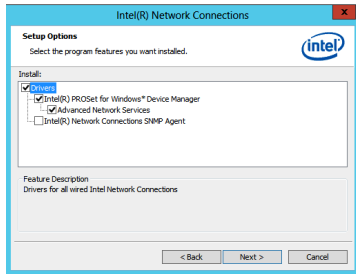 Intel(R) Network Connections
x
Setup Options
Select the program features you want installed.
intel
Install:
Drivers
Intel(R) PROSet for Windows* Device Manager
Advanced Network Services
Intel(R) Network Connections SNMP Agent
Feature Description
Drivers for all wired Intel Network Connections
< Back
Next >
Cancel